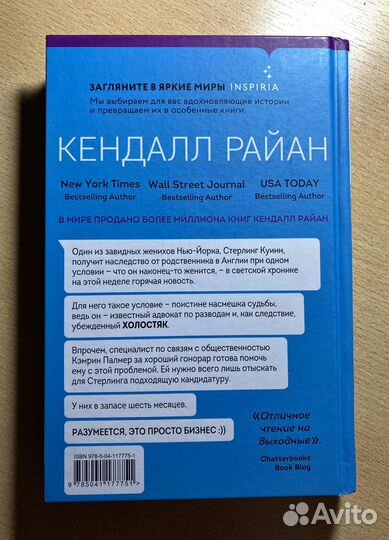 ЗАГЛЯНИТЕ В ЯРКИЕ МИРЫ INSPIRIA
Мы выбираем для вас вдохновляющие истории
и превращаем их в особенные книги.
КЕНДАЛЛ РАЙАН
New York Times Wall Street Journal USA TODAY
Bestselling Author Bestselling Author Bestselling Author
В МИРЕ ПРОДАНО БОЛЕЕ МИЛЛИОНА КНИГ КЕНДАЛЛ РАЙАН
Один из завидных женихов Нью-Йорка, Стерлинг Куинн,
получит наследство от родственника в Англии при одном
условии – что он наконец-то женится, – в светской хронике
на этой неделе горячая новость.
Для него такое условие – поистине насмешка судьбы,
ведь он – известный адвокат по разводам и, как следствие,
убежденный ХОЛОСТЯК.
Впрочем, специалист по связям с общественностью
Кэмрин Палмер за хороший гонорар готова помочь
ему с этой проблемой. Ей нужно всего лишь отыскать
для Стерлинга подходящую кандидатуру.
У них в запасе шесть месяцев.
РАЗУМЕЕТСЯ, ЭТО ПРОСТО БИЗНЕС :))
«Отличное
чтение на
выходные».
Chatterbooks
Book Blog
ISBN 978-5-04-117775-1
9 785041 177751 >
Avito